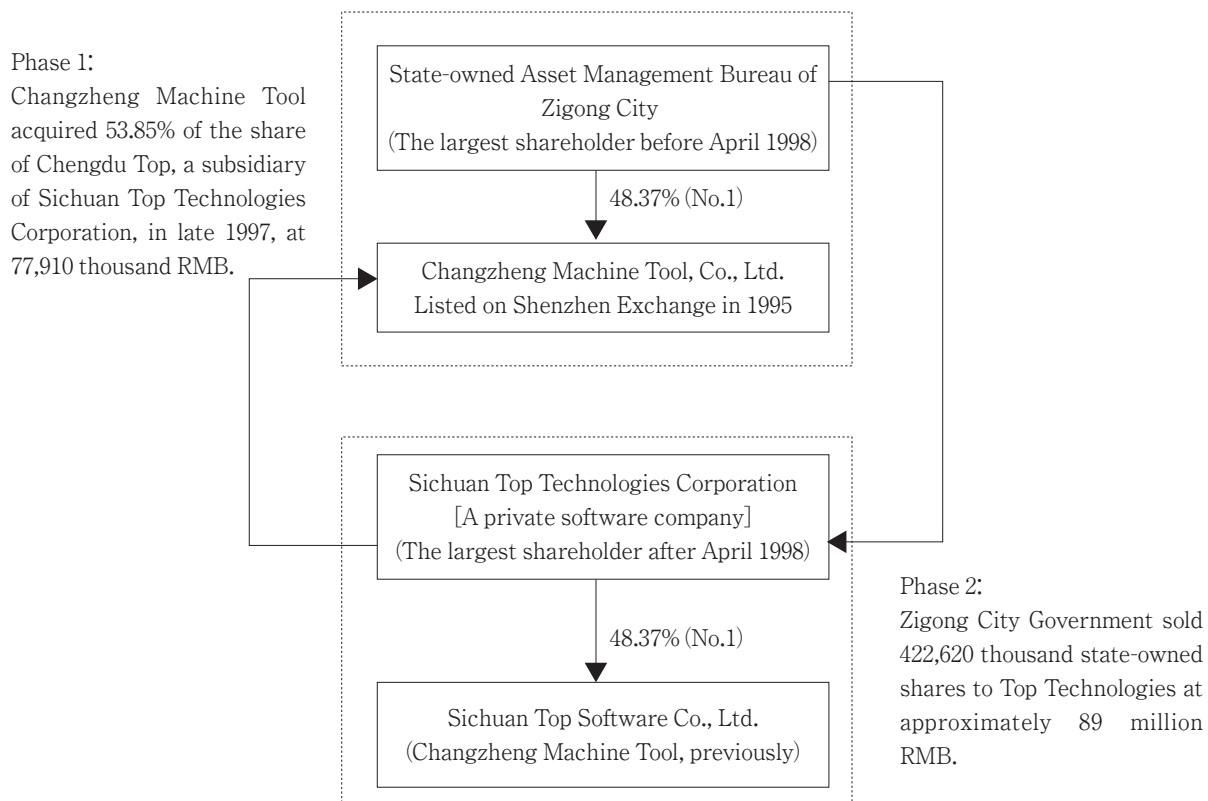 Phase 1:
Changzheng Machine Tool
acquired 53.85% of the share
of Chengdu Top, a subsidiary
of Sichuan Top Technologies
Corporation, in late 1997, at
77,910 thousand RMB.
State-owned Asset Management Bureau of
Zigong City
(The largest shareholder before April 1998)
48.37% (No.1)
Changzheng Machine Tool, Co., Ltd.
Listed on Shenzhen Exchange in 1995
Sichuan Top Technologies Corporation
[A private software company]
(The largest shareholder after April 1998)
48.37% (No.1)
Sichuan Top Software Co., Ltd.
(Changzheng Machine Tool, previously)
Phase 2:
Zigong City Government sold
422,620 thousand state-owned
shares to Top Technologies at
approximately 89 million
RMB.